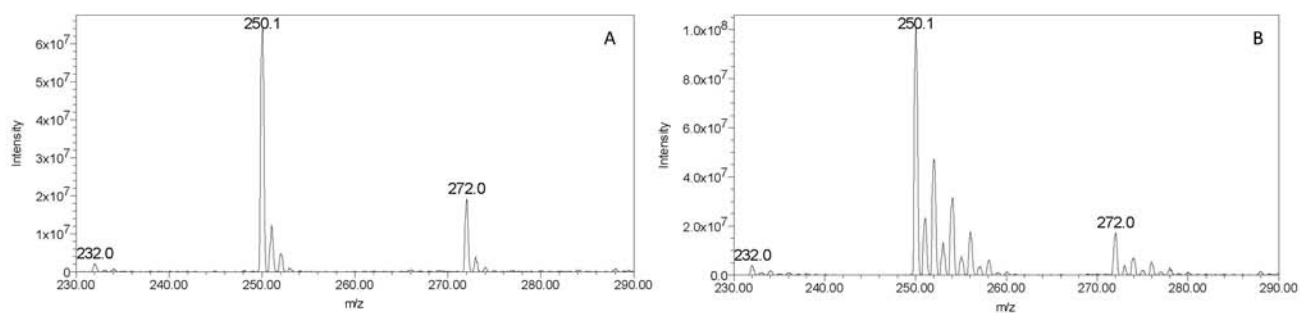 250.1
A
6x10⁷
5x10⁷
4x10⁷
3x10⁷
2x10⁷
1x10⁷
0
Intensity
272.0
232.0
230.00 240.00 250.00 260.00 270.00 280.00 290.00
m/z
250.1
B
1.0x10⁸
8.0x10⁷
6.0x10⁷
4.0x10⁷
2.0x10⁷
0.0
Intensity
272.0
232.0
230.00 240.00 250.00 260.00 270.00 280.00 290.00
m/z